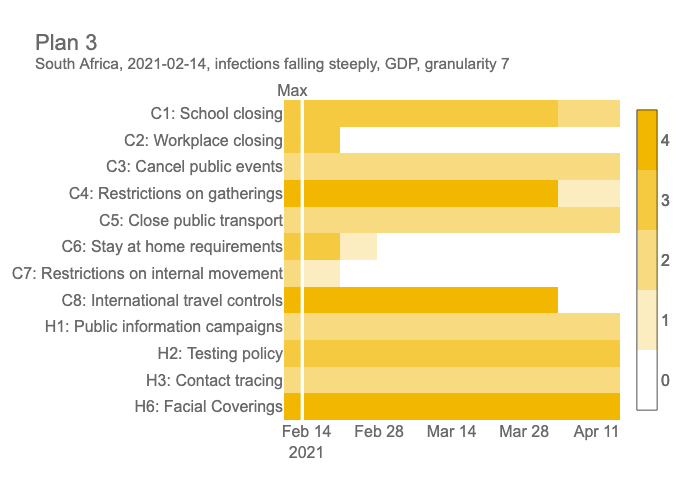 Plan 3
South Africa, 2021-02-14, infections falling steeply, GDP, granularity 7
Max
C1: School closing
C2: Workplace closing
C3: Cancel public events
C4: Restrictions on gatherings
C5: Close public transport
C6: Stay at home requirements
C7: Restrictions on internal movement
C8: International travel controls
H1: Public information campaigns
H2: Testing policy
H3: Contact tracing
H6: Facial Coverings
Feb 14 Feb 28 Mar 14 Mar 28 Apr 11
2021
4
3
2
1
0